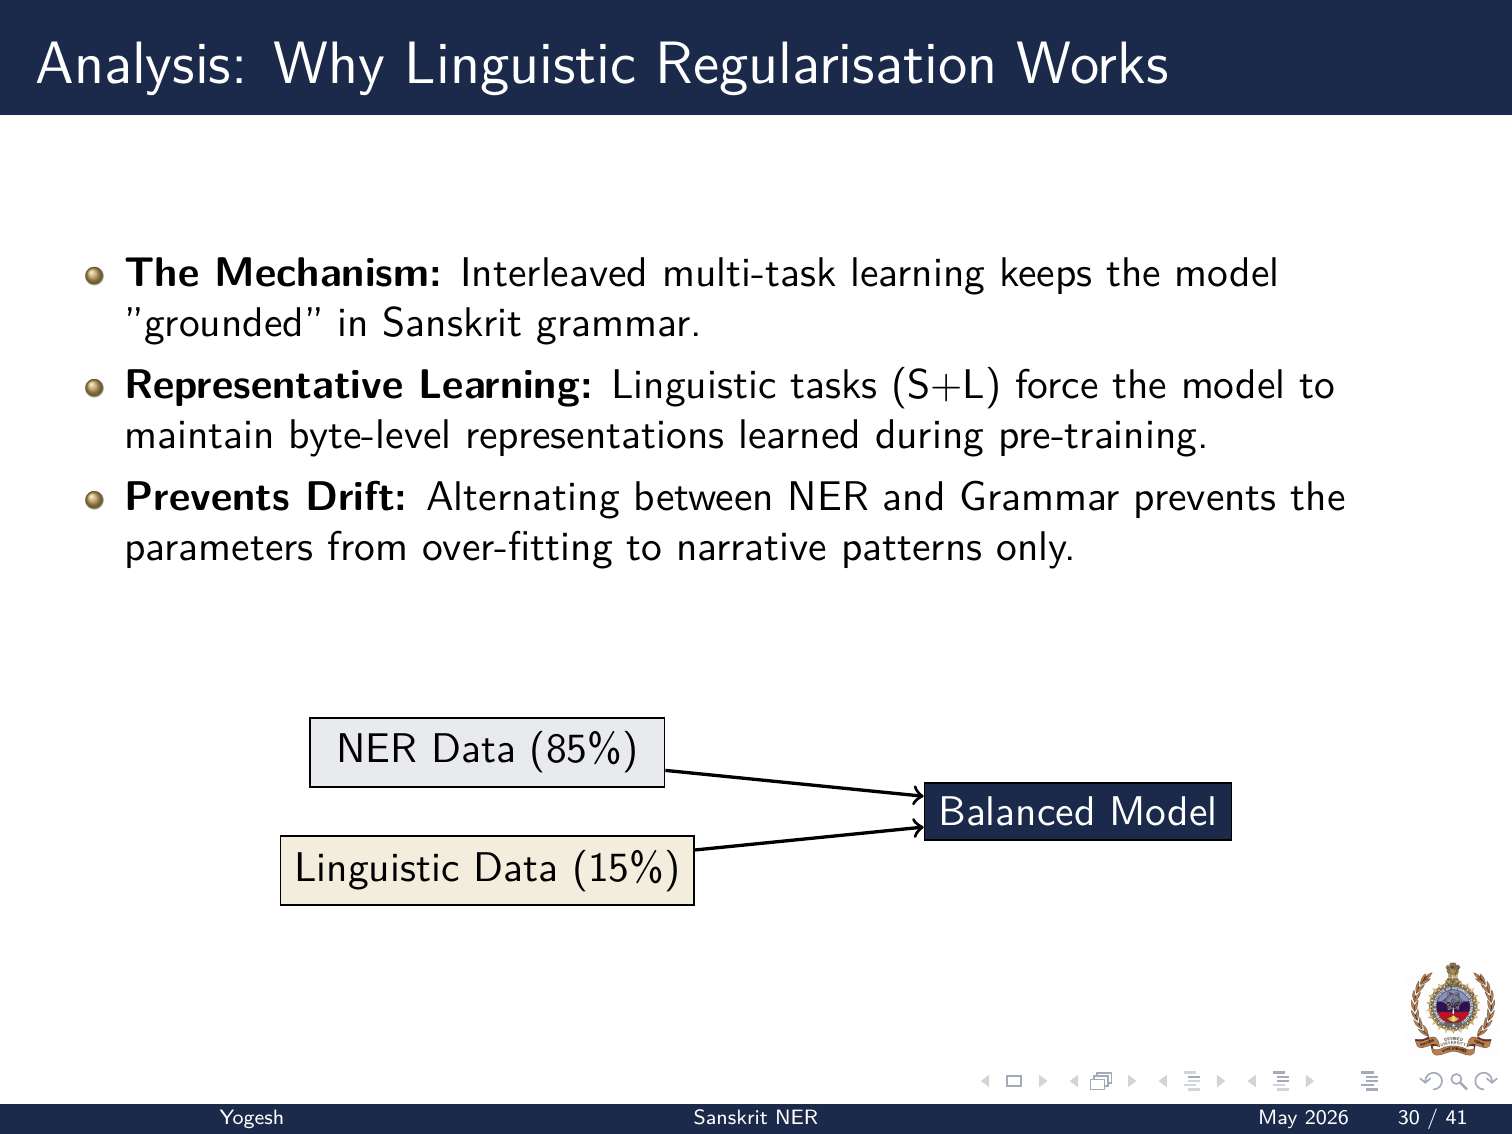 Analysis: Why Linguistic Regularisation Works
The Mechanism: Interleaved multi-task learning keeps the model
”grounded” in Sanskrit grammar.
Representative Learning: Linguistic tasks (S+L) force the model to
maintain byte-level representations learned during pre-training.
Prevents Drift: Alternating between NER and Grammar prevents the
parameters from over-fitting to narrative patterns only.
NER Data (85%)
Balanced Model
Linguistic Data (15%)
Yogesh
Sanskrit NER
May 2026
30 / 41